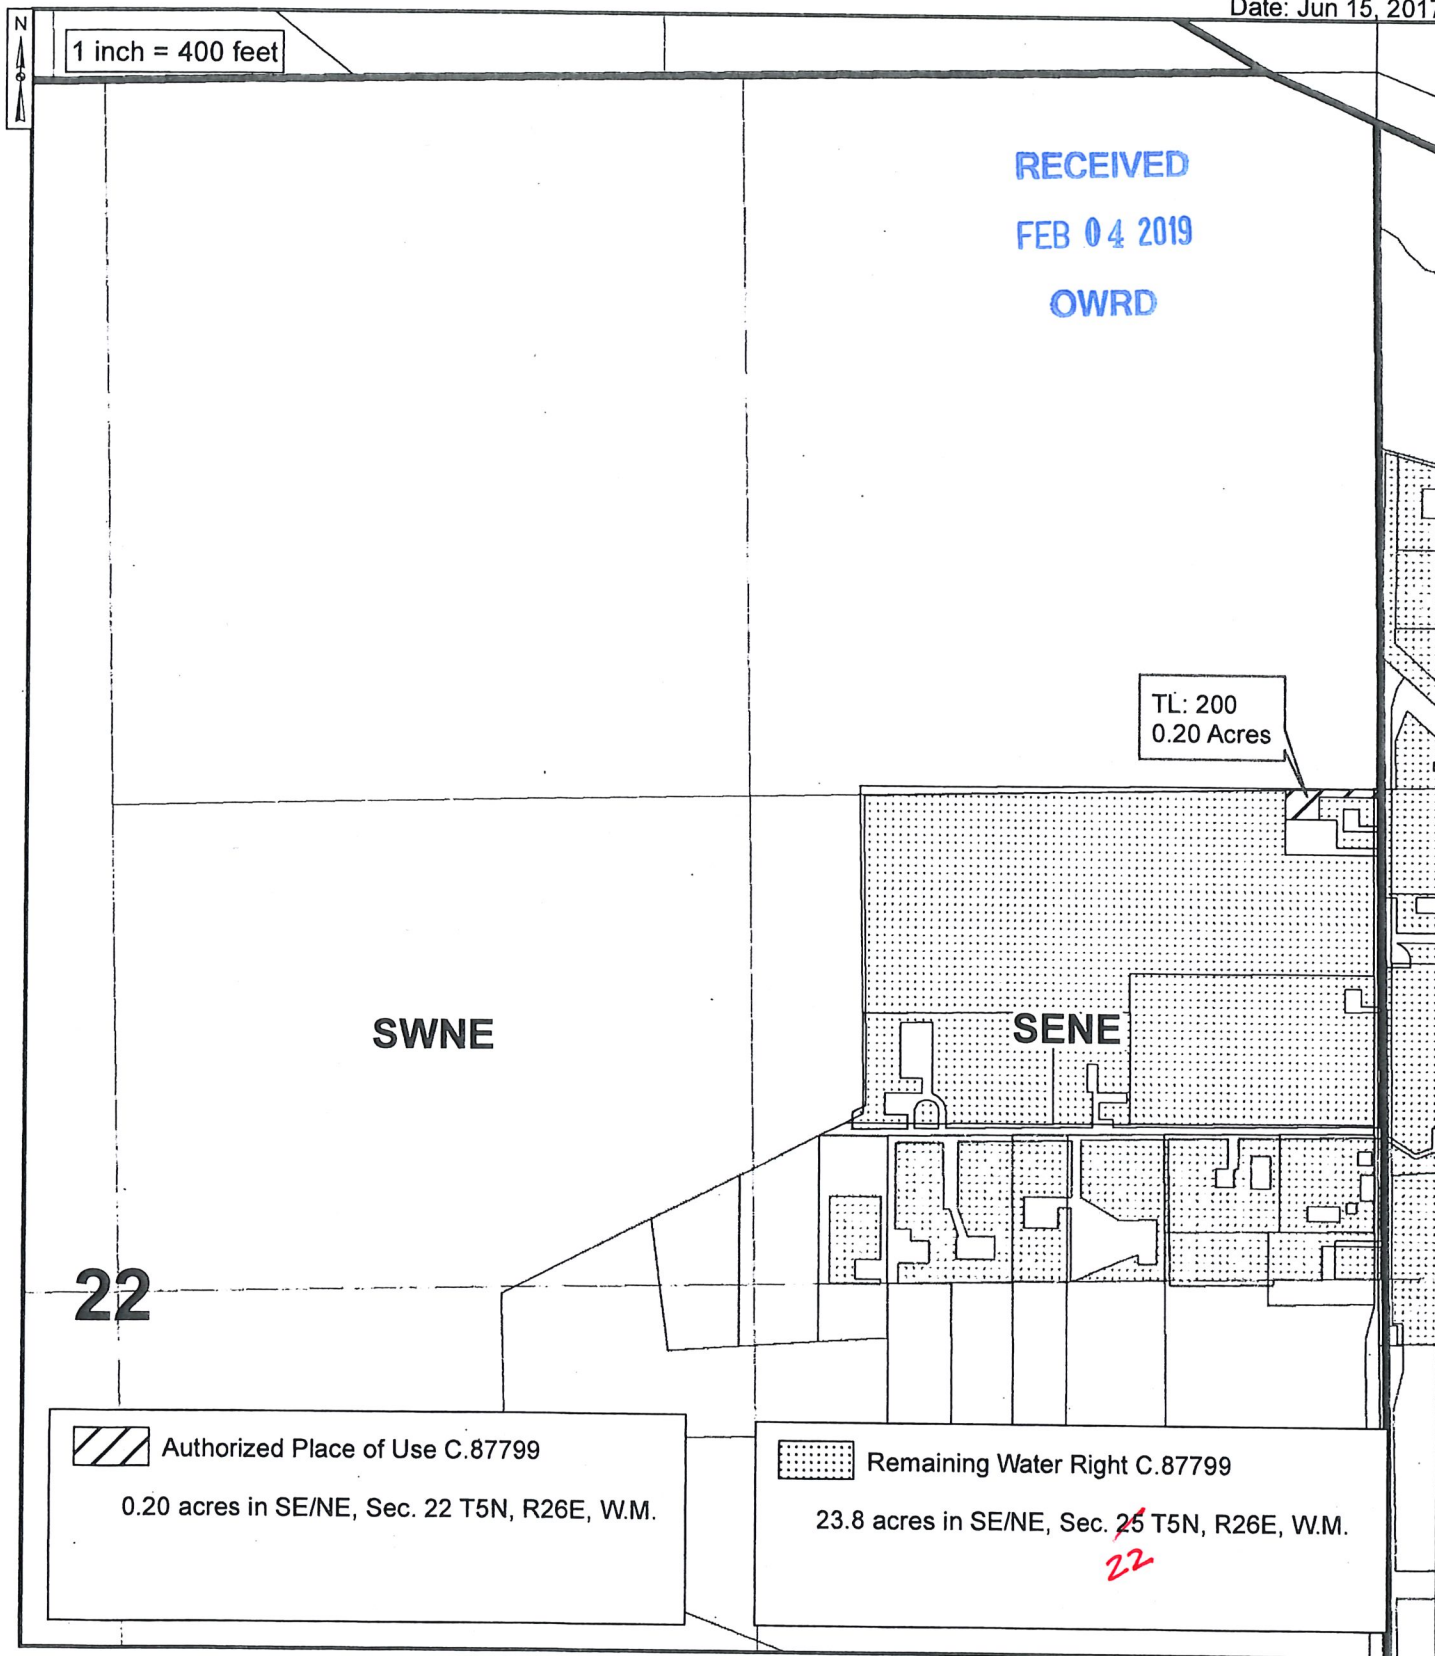 Date: Jun 15, 2017
N
1 inch = 400 feet
RECEIVED
FEB 04 2019
OWRD
TL: 200
0.20 Acres
SWNE
SENE
22
Authorized Place of Use C.87799
0.20 acres in SE/NE, Sec. 22 T5N, R26E, W.M.
Remaining Water Right C.87799
23.8 acres in SE/NE, Sec. 25 T5N, R26E, W.M.
22